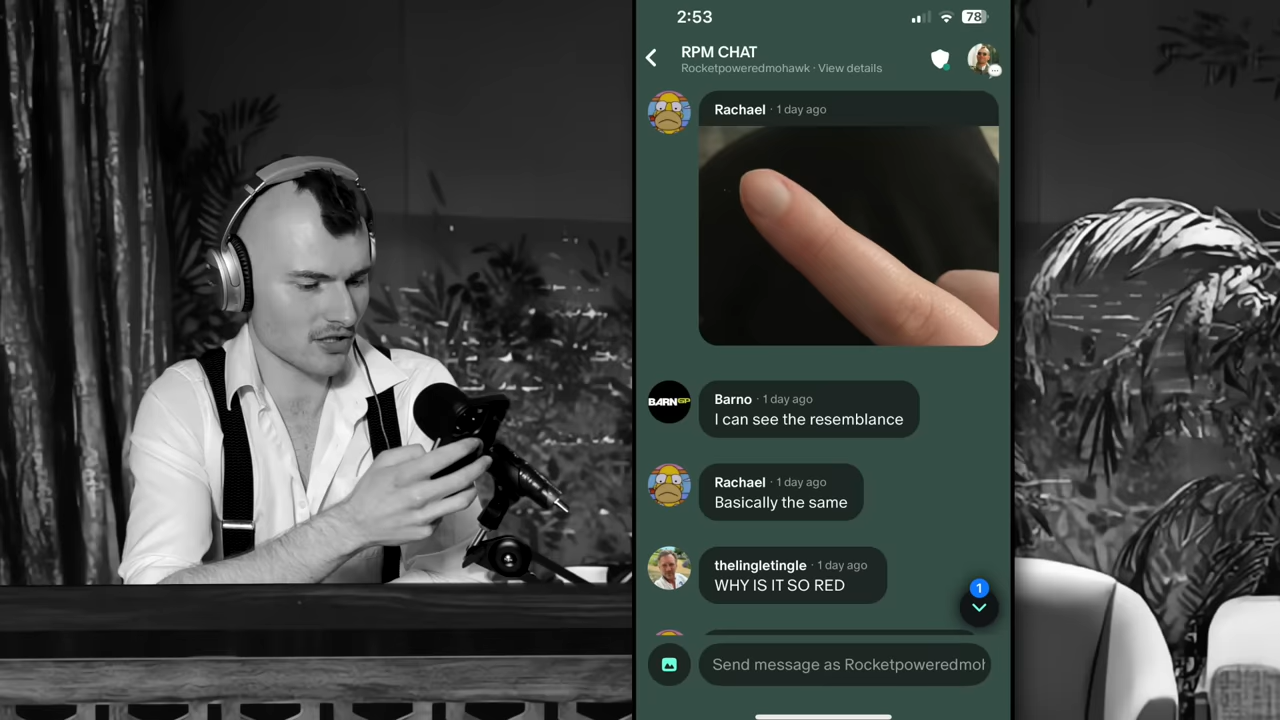 2:53
78
RPM CHAT
Rocketpoweredmohawk · View details
Rachael · 1 day ago
Barno · 1 day ago
BARNGP
I can see the resemblance
Rachael · 1 day ago
Basically the same
thelingletingle · 1 day ago
WHY IS IT SO RED
1
Send message as Rocketpoweredmoh